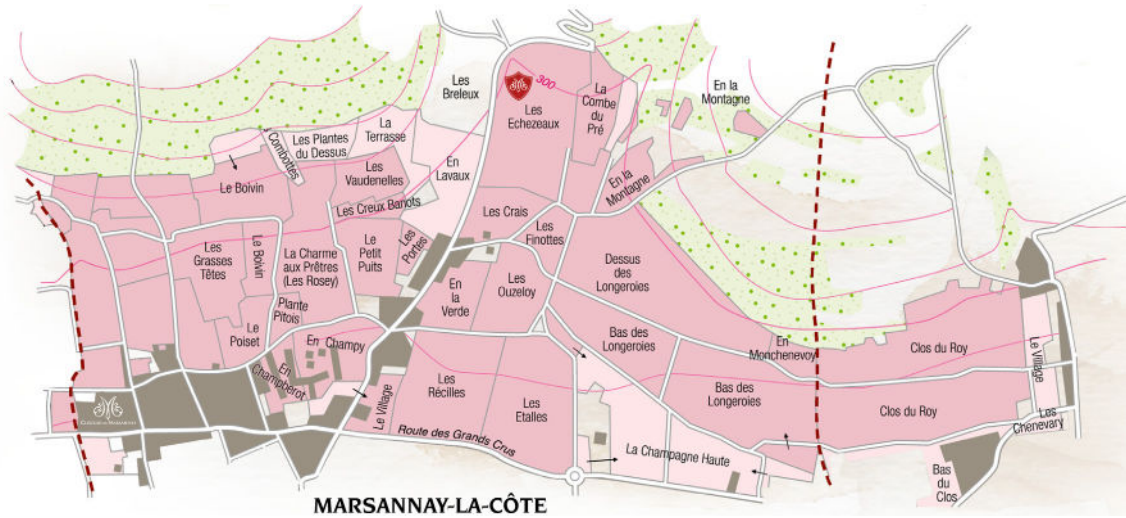 Les
Breleux
300
Les
Echezeaux
La
Combe
du
Pré
En la
Montagne
Combottes
Les Plantes
du Dessus
La
Terrasse
En
Lavaux
Le Boivin
Les
Vaudenelles
En la
Montagne
Les Creux Banots
Les Crais
Les
Finottes
Les
Grasses
Têtes
Le Boivin
La Charme
aux Prêtres
(Les Rosey)
Le
Petit
Puits
Les
Portes
En
la
Verde
Les
Ouzeloy
Dessus
des
Longeroies
Plante
Pitois
Le
Poiset
En Champy
En
Champberot
Bas des
Longeroies
En
Monchenevoy
Clos du Roy
Le Village
Le Village
Les
Récilles
Les
Etalles
Bas des
Longeroies
Clos du Roy
Les
Chenevary
Route des Grands Crus
La Champagne Haute
Bas
du
Clos
MARSANNAY-LA-CÔTE